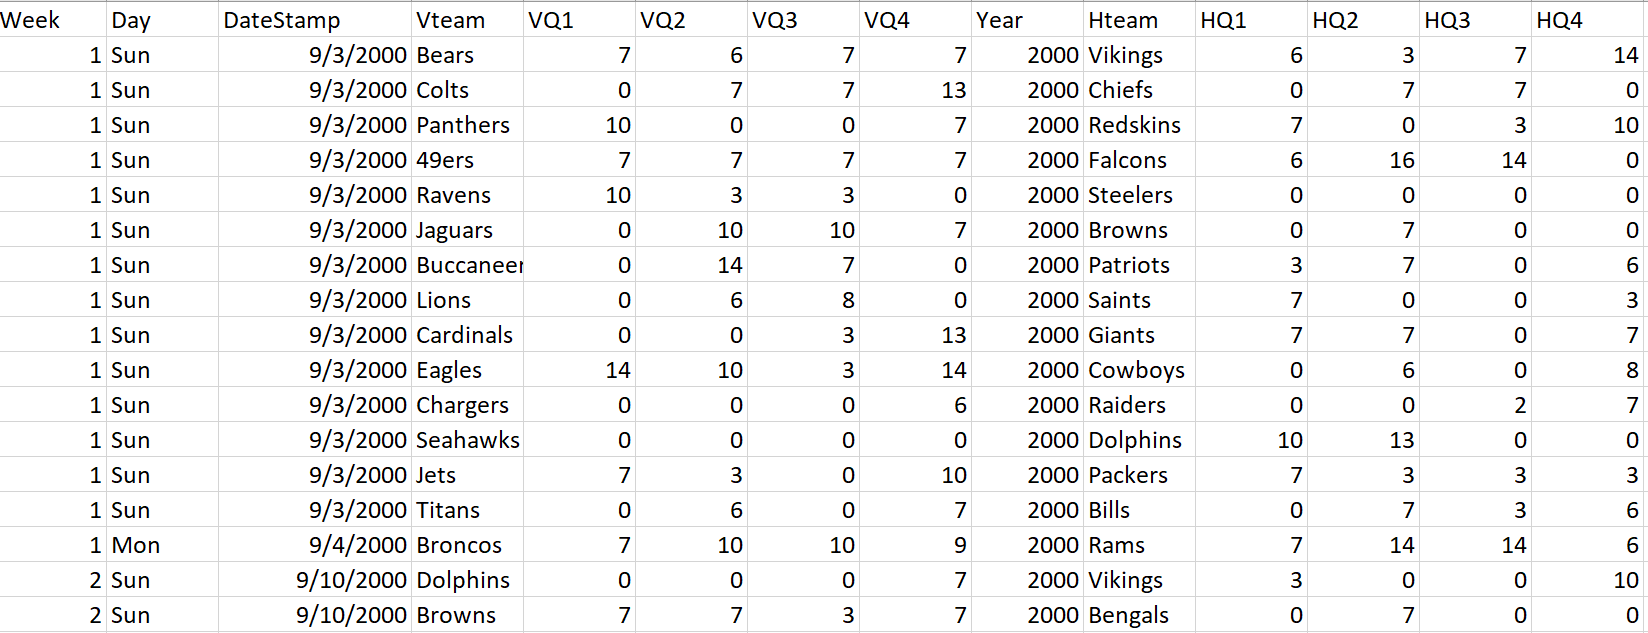 Week Day DateStamp Vteam VQ1 VQ2 VQ3 VQ4 Year Hteam HQ1 HQ2 HQ3 HQ4
1 Sun 9/3/2000 Bears 7 6 7 7 2000 Vikings 6 3 7 14
1 Sun 9/3/2000 Colts 0 7 7 13 2000 Chiefs 0 7 7 0
1 Sun 9/3/2000 Panthers 10 0 0 7 2000 Redskins 7 0 3 10
1 Sun 9/3/2000 49ers 7 7 7 7 2000 Falcons 6 16 14 0
1 Sun 9/3/2000 Ravens 10 3 3 0 2000 Steelers 0 0 0 0
1 Sun 9/3/2000 Jaguars 0 10 10 7 2000 Browns 0 7 0 0
1 Sun 9/3/2000 Buccaneer 0 14 7 0 2000 Patriots 3 7 0 6
1 Sun 9/3/2000 Lions 0 6 8 0 2000 Saints 7 0 0 3
1 Sun 9/3/2000 Cardinals 0 0 3 13 2000 Giants 7 7 0 7
1 Sun 9/3/2000 Eagles 14 10 3 14 2000 Cowboys 0 6 0 8
1 Sun 9/3/2000 Chargers 0 0 0 6 2000 Raiders 0 0 2 7
1 Sun 9/3/2000 Seahawks 0 0 0 0 2000 Dolphins 10 13 0 0
1 Sun 9/3/2000 Jets 7 3 0 10 2000 Packers 7 3 3 3
1 Sun 9/3/2000 Titans 0 6 0 7 2000 Bills 0 7 3 6
1 Mon 9/4/2000 Broncos 7 10 10 9 2000 Rams 7 14 14 6
2 Sun 9/10/2000 Dolphins 0 0 0 7 2000 Vikings 3 0 0 10
2 Sun 9/10/2000 Browns 7 7 3 7 2000 Bengals 0 7 0 0